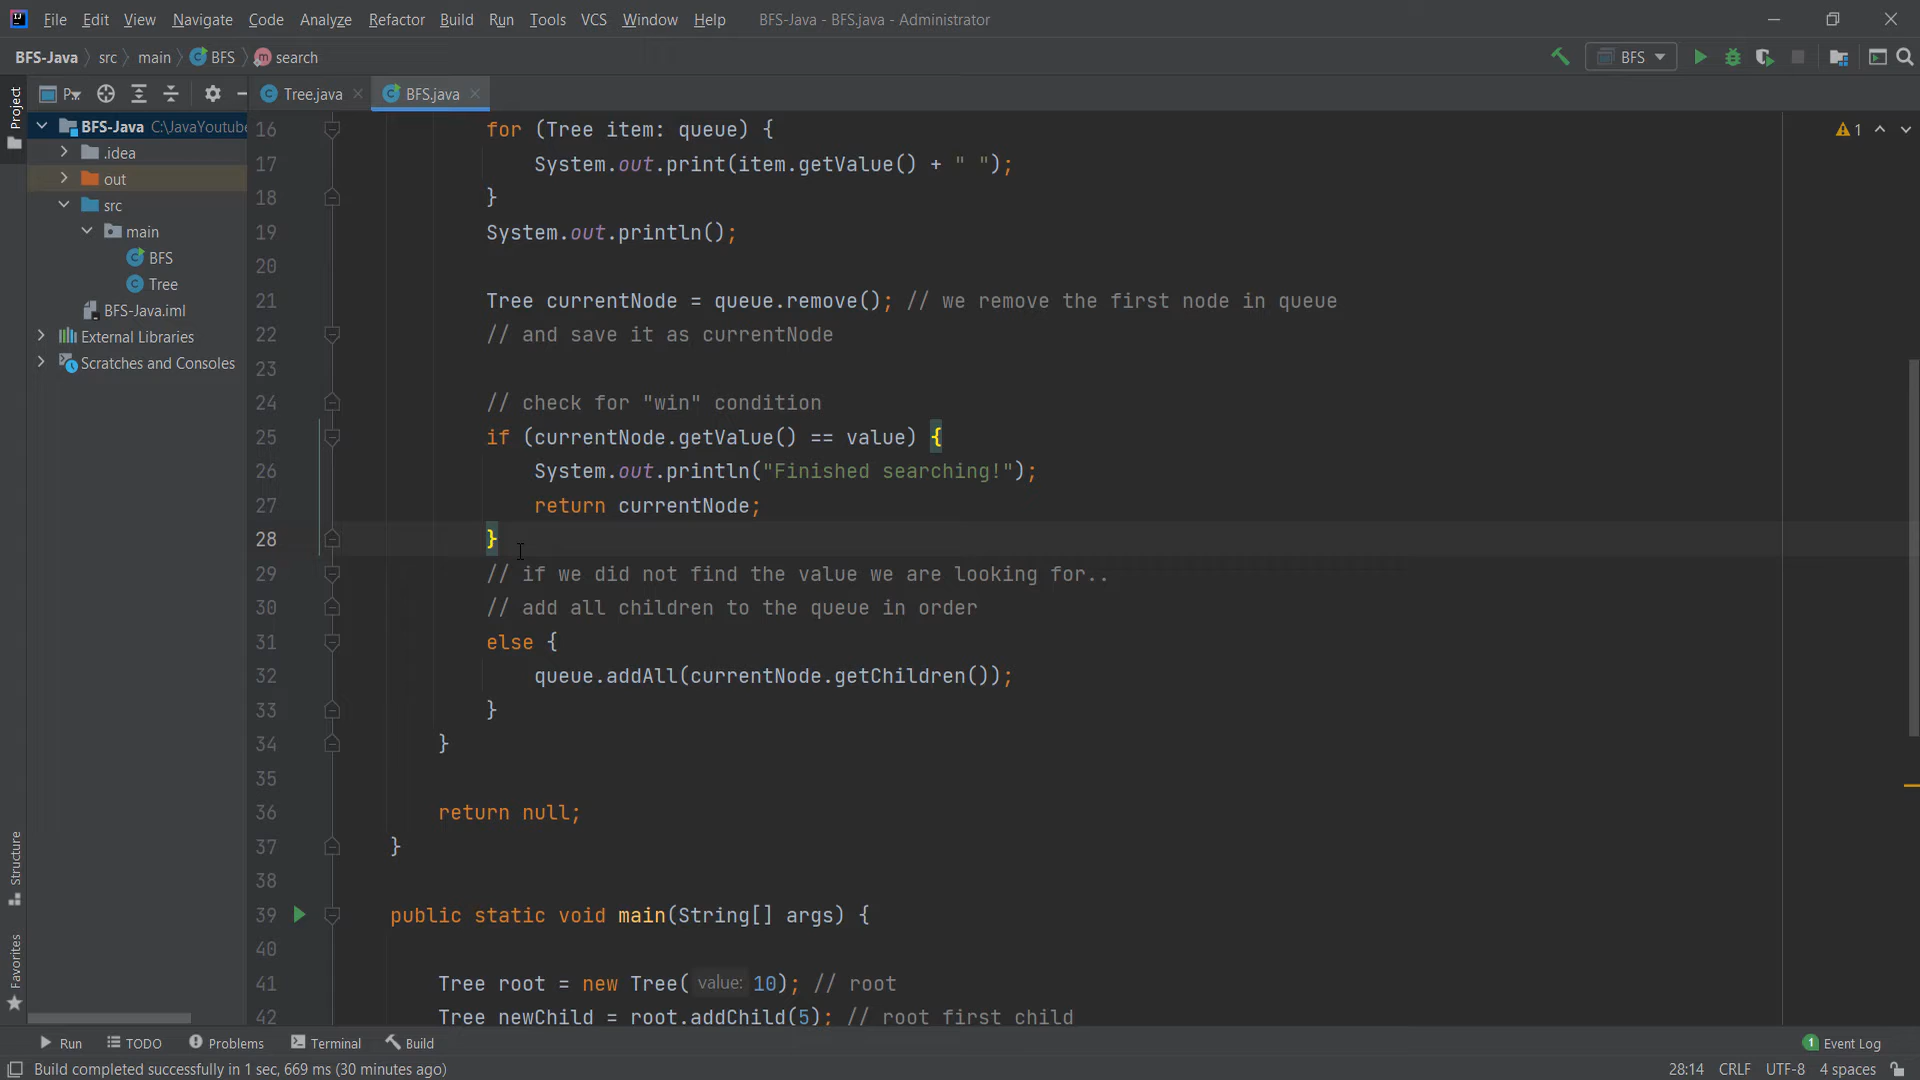 File Edit View Navigate Code Analyze Refactor Build Run Tools VCS Window Help BFS-Java - BFS.java - Administrator
BFS-Java src main BFS search BFS
Project
P..
Tree.java BFS.java
BFS-Java C:\JavaYoutube
.idea
out
src
main
BFS
Tree
BFS-Java.iml
External Libraries
Scratches and Consoles
1
16 for (Tree item: queue) {
17 System.out.print(item.getValue() + " ");
18 }
19 System.out.println();
20
21 Tree currentNode = queue.remove(); // we remove the first node in queue
22 // and save it as currentNode
23
24 // check for "win" condition
25 if (currentNode.getValue() == value) {
26 System.out.println("Finished searching!");
27 return currentNode;
28 }
29 // if we did not find the value we are looking for..
30 // add all children to the queue in order
31 else {
32 queue.addAll(currentNode.getChildren());
33 }
34 }
35
36 return null;
37 }
38
39 public static void main(String[] args) {
40
41 Tree root = new Tree( value: 10); // root
42 Tree newChild = root.addChild(5); // root first child
Structure
Favorites
Run TODO Problems Terminal Build 1 Event Log
Build completed successfully in 1 sec, 669 ms (30 minutes ago) 28:14 CRLF UTF-8 4 spaces